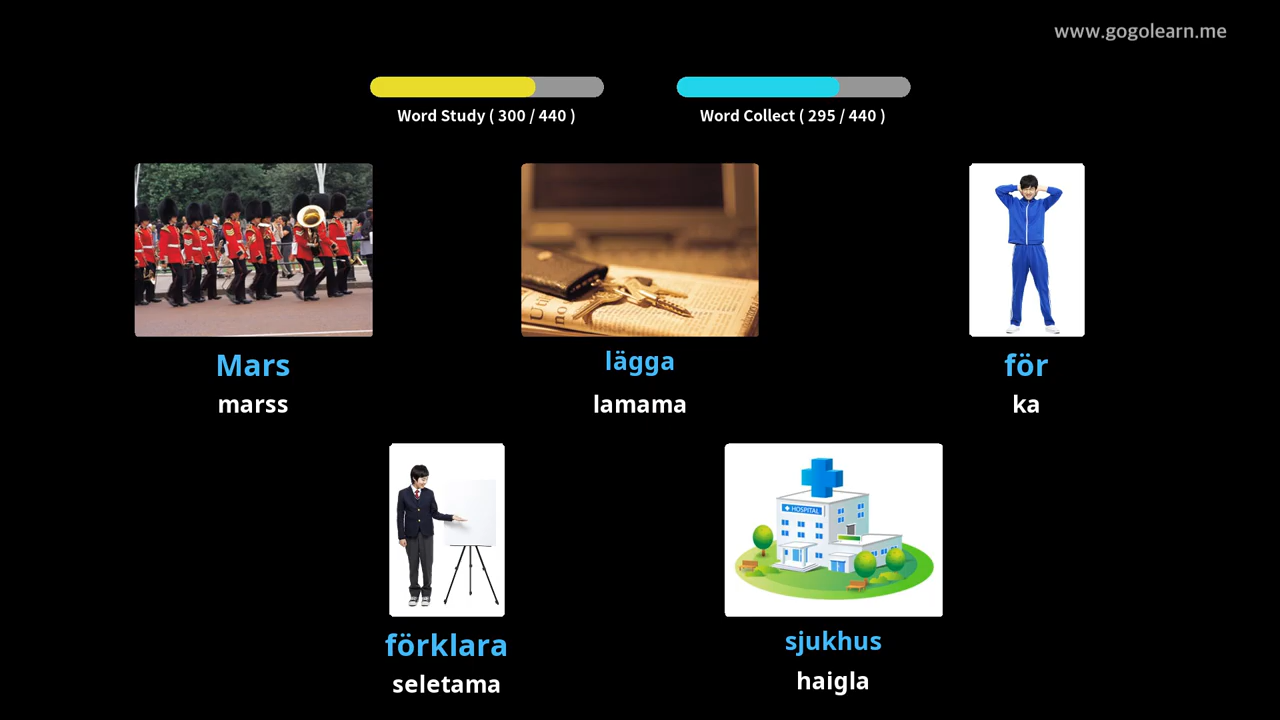 www.gogolearn.me
Word Study ( 300 / 440 )
Word Collect ( 295 / 440 )
Mars
marss
lägga
lamama
för
ka
förklara
seletama
HOSPITAL
sjukhus
haigla